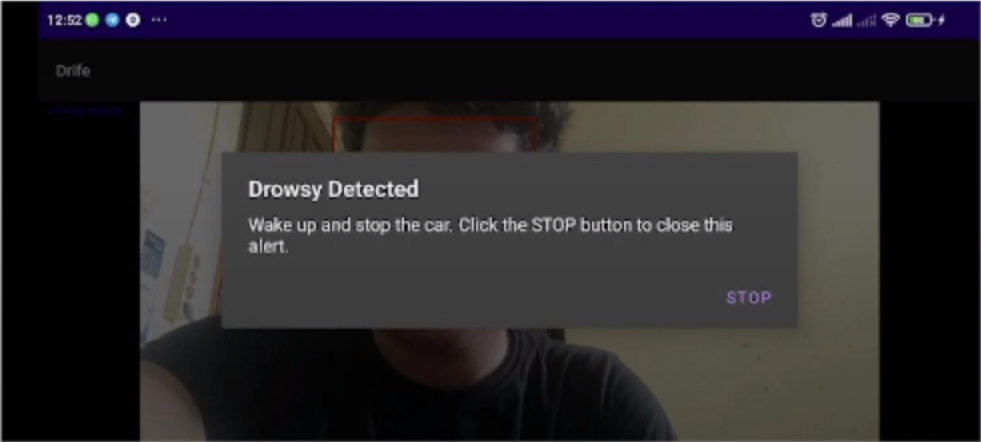 12:52
Drife
Drowsy Detected
Wake up and stop the car. Click the STOP button to close this
alert.
STOP